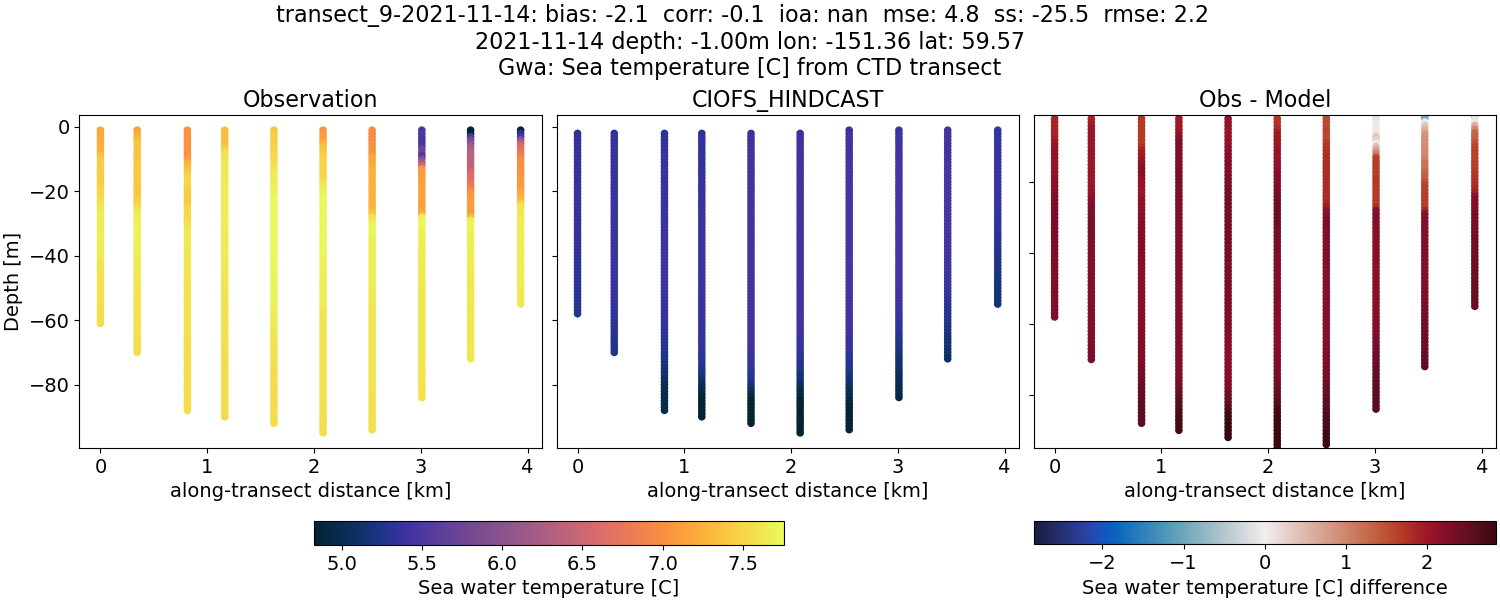 transect_9-2021-11-14: bias: -2.1  corr: -0.1  ioa: nan  mse: 4.8  ss: -25.5  rmse: 2.2
2021-11-14 depth: -1.00m lon: -151.36 lat: 59.57
Gwa: Sea temperature [C] from CTD transect
Observation
CIOFS_HINDCAST
Obs - Model
Depth [m]
0
−20
−40
−60
−80
0 1 2 3 4
0 1 2 3 4
0 1 2 3 4
along-transect distance [km]
along-transect distance [km]
along-transect distance [km]
5.0 5.5 6.0 6.5 7.0 7.5
Sea water temperature [C]
−2 −1 0 1 2
Sea water temperature [C] difference